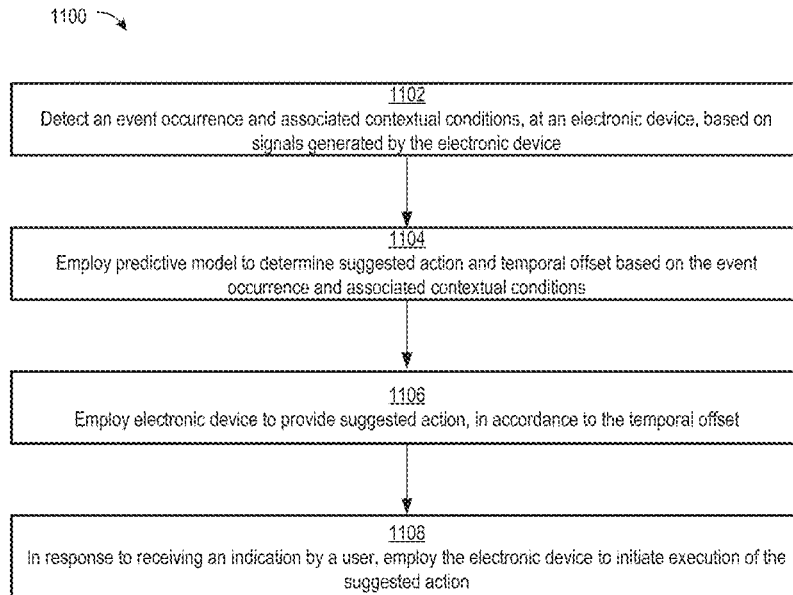 1100
1102
Detect an event occurrence and associated contextual conditions, at an electronic device, based on
signals generated by the electronic device
1104
Employ predictive model to determine suggested action and temporal offset based on the event
occurrence and associated contextual conditions
1106
Employ electronic device to provide suggested action, in accordance to the temporal offset
1108
In response to receiving an indication by a user, employ the electronic device to initiate execution of the
suggested action